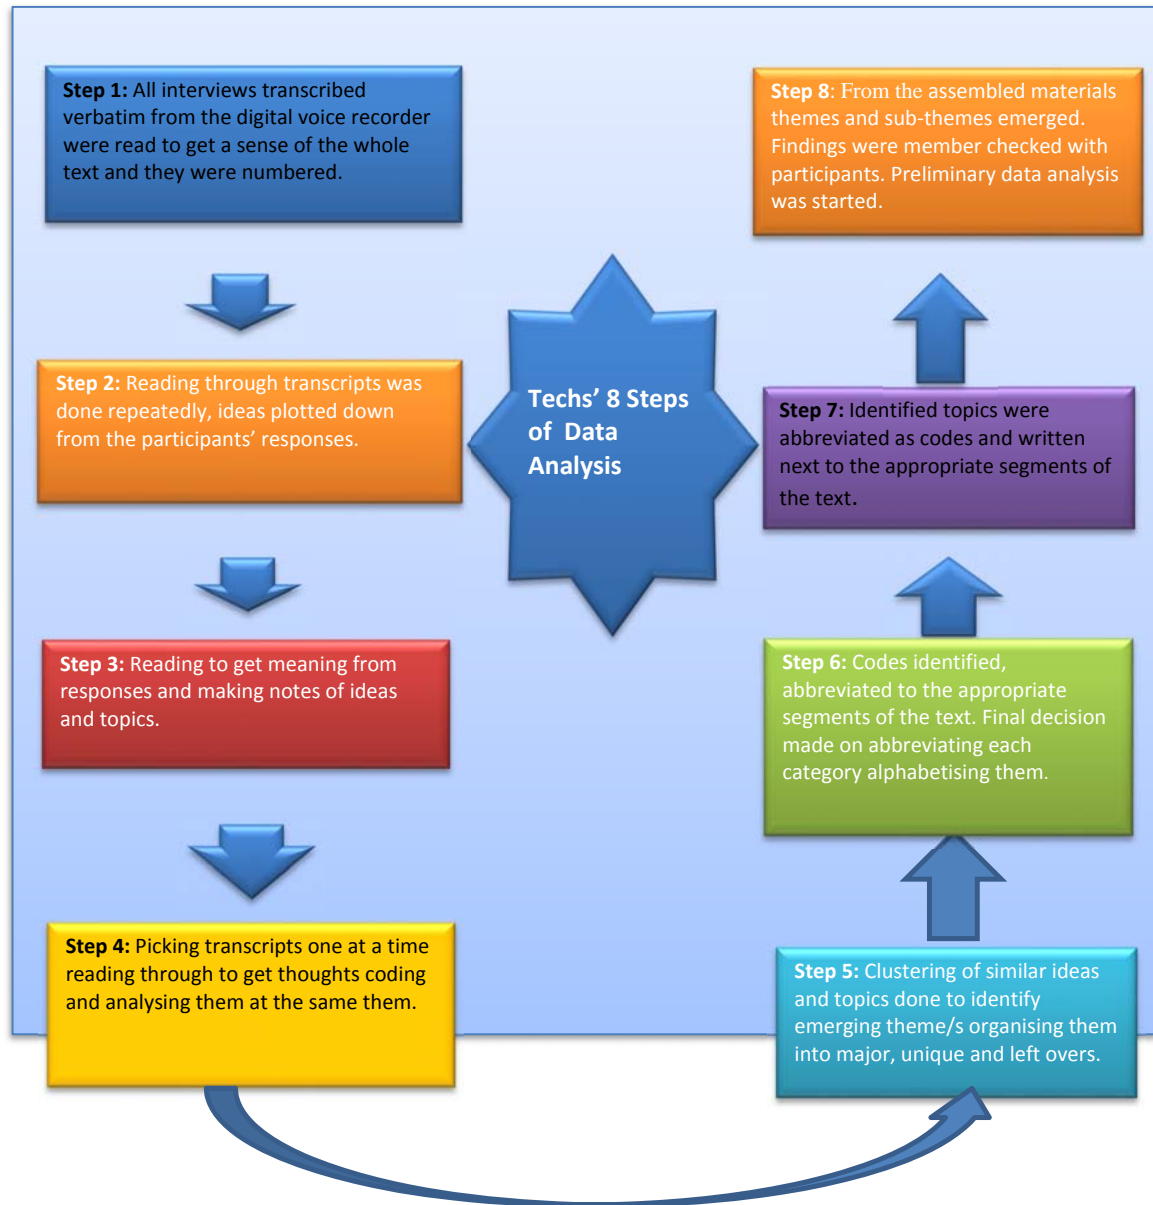 Step 1: All interviews transcribed
verbatim from the digital voice recorder
were read to get a sense of the whole
text and they were numbered.
Step 2: Reading through transcripts was
done repeatedly, ideas plotted down
from the participants’ responses.
Step 3: Reading to get meaning from
responses and making notes of ideas
and topics.
Step 4: Picking transcripts one at a time
reading through to get thoughts coding
and analysing them at the same them.
Techs’ 8 Steps
of Data
Analysis
Step 5: Clustering of similar ideas
and topics done to identify
emerging theme/s organising them
into major, unique and left overs.
Step 6: Codes identified,
abbreviated to the appropriate
segments of the text. Final decision
made on abbreviating each
category alphabetising them.
Step 7: Identified topics were
abbreviated as codes and written
next to the appropriate segments of
the text.
Step 8: From the assembled materials
themes and sub-themes emerged.
Findings were member checked with
participants. Preliminary data analysis
was started.